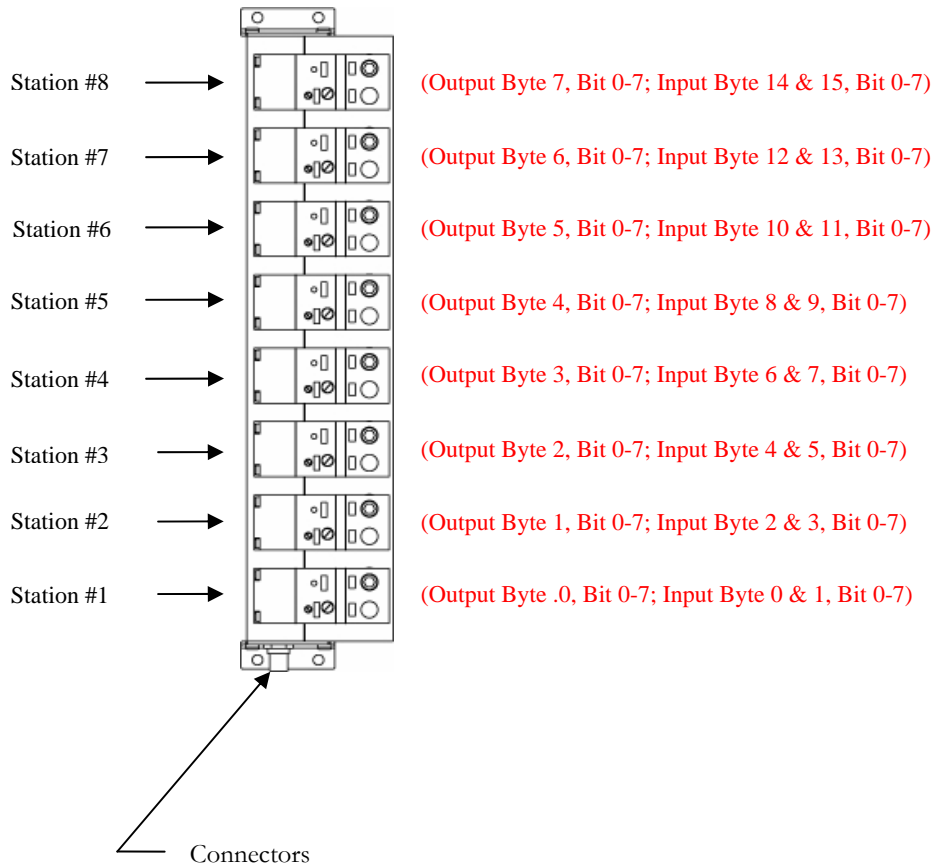 Station #8 (Output Byte 7, Bit 0-7; Input Byte 14 & 15, Bit 0-7)
Station #7 (Output Byte 6, Bit 0-7; Input Byte 12 & 13, Bit 0-7)
Station #6 (Output Byte 5, Bit 0-7; Input Byte 10 & 11, Bit 0-7)
Station #5 (Output Byte 4, Bit 0-7; Input Byte 8 & 9, Bit 0-7)
Station #4 (Output Byte 3, Bit 0-7; Input Byte 6 & 7, Bit 0-7)
Station #3 (Output Byte 2, Bit 0-7; Input Byte 4 & 5, Bit 0-7)
Station #2 (Output Byte 1, Bit 0-7; Input Byte 2 & 3, Bit 0-7)
Station #1 (Output Byte .0, Bit 0-7; Input Byte 0 & 1, Bit 0-7)
Connectors